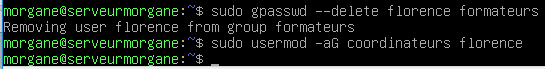 morgane@serveurmorgane:~$ sudo gpasswd --delete florence formateurs
Removing user florence from group formateurs
morgane@serveurmorgane:~$ sudo usermod -aG coordinateurs florence
morgane@serveurmorgane:~$ _